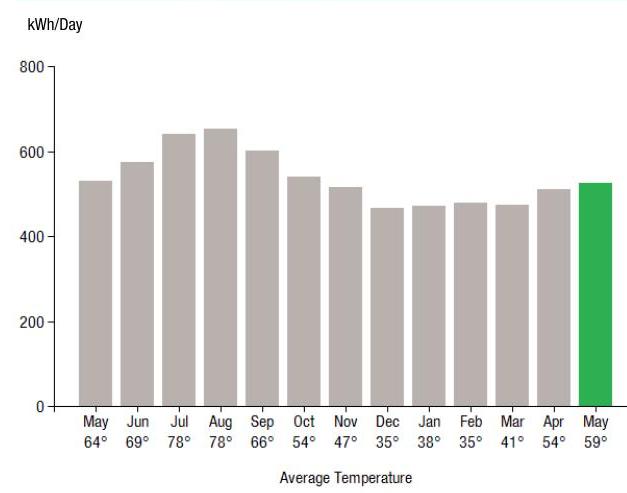 kWh/Day
800
600
400
200
0
May Jun Jul Aug Sep Oct Nov Dec Jan Feb Mar Apr May
64° 69° 78° 78° 66° 54° 47° 35° 38° 35° 41° 54° 59°
Average Temperature